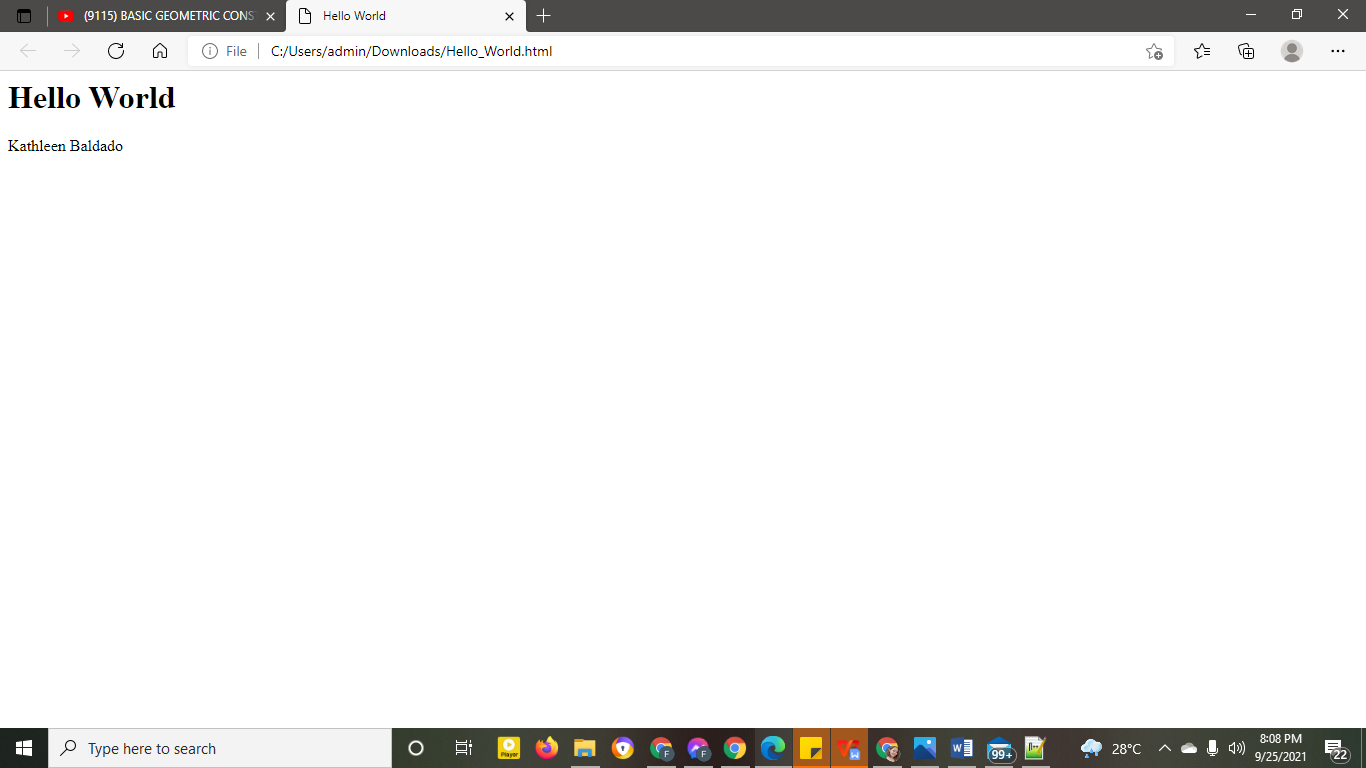 (9115) BASIC GEOMETRIC CONS
Hello World
File
C:/Users/admin/Downloads/Hello_World.html
Hello World
Kathleen Baldado
Type here to search
Player
F
F
W
99+
28°C
8:08 PM
9/25/2021
22